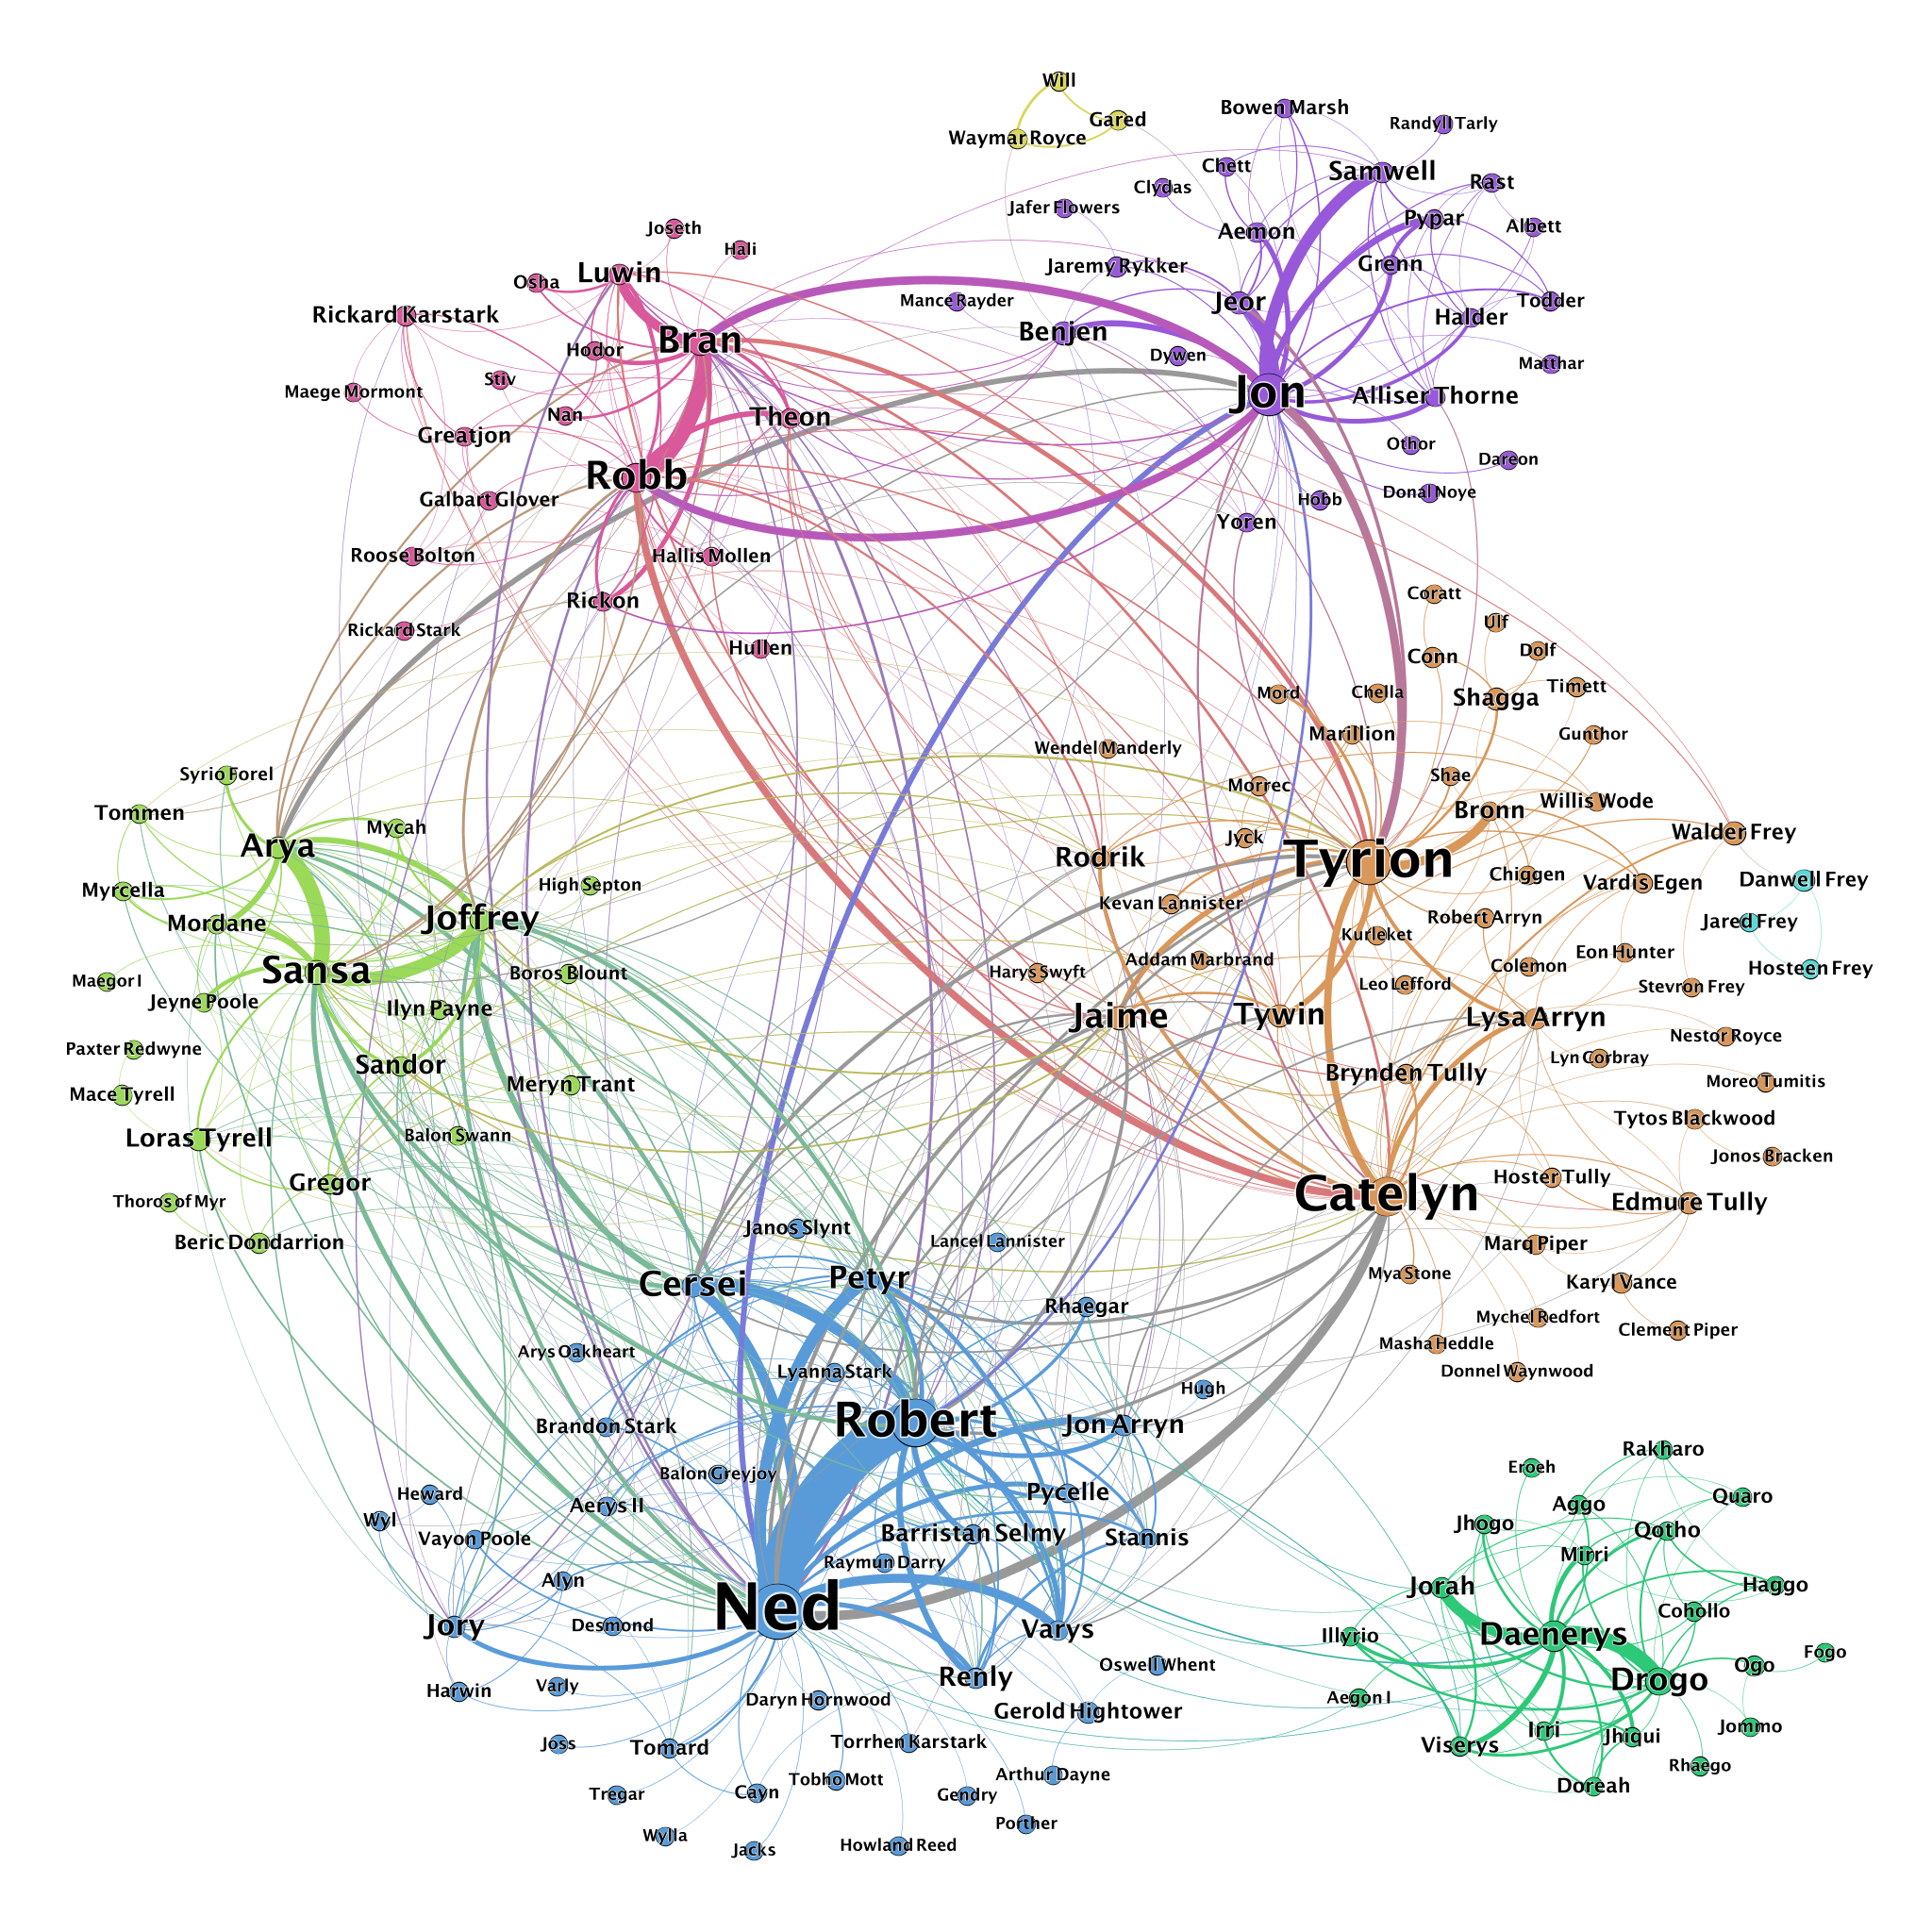 Will
Gared
Waymar Royce
Bowen Marsh
Randyll Tarly
Chett
Samwell
Clydas
Rast
Jafer Flowers
Pypar
Albett
Aemon
Joseth
Hali
Luwin
Osha
Jaremy Rykker
Grenn
Mance Rayder
Jeor
Todder
Rickard Karstark
Halder
Benjen
Bran
Hodor
Dywen
Matthar
Stiv
Maege Mormont
Jon
Alliser Thorne
Nan
Theon
Greatjon
Othor
Dareon
Robb
Galbart Glover
Donal Noye
Hobb
Yoren
Roose Bolton
Hallis Mollen
Rickon
Coratt
Ulf
Rickard Stark
Hullen
Dolf
Conn
Timett
Mord
Chella
Shagga
Marillion
Gunthor
Wendel Manderly
Syrio Forel
Shae
Morrec
Willis Wode
Tommen
Bronn
Mycah
Walder Frey
Jyck
Arya
Rodrik
Tyrion
Chiggen
Vardis Egen
Danwell Frey
High Septon
Myrcella
Kevan Lannister
Robert Arryn
Jared Frey
Mordane
Joffrey
Kurleket
Eon Hunter
Addam Marbrand
Colemon
Hosteen Frey
Sansa
Boros Blount
Harys Swyft
Maegor I
Leo Lefford
Stevron Frey
Jeyne Poole
Ilyn Payne
Jaime
Tywin
Lysa Arryn
Nestor Royce
Paxter Redwyne
Lyn Corbray
Sandor
Brynden Tully
Meryn Trant
Moreo Tumitis
Mace Tyrell
Tytos Blackwood
Loras Tyrell
Balon Swann
Jonos Bracken
Hoster Tully
Gregor
Catelyn
Thoros of Myr
Edmure Tully
Janos Slynt
Lancel Lannister
Beric Dondarrion
Marq Piper
Mya Stone
Petyr
Cersei
Karyl Vance
Rhaegar
Mychel Redfort
Clement Piper
Masha Heddle
Arys Oakheart
Lyanna Stark
Donnel Waynwood
Hugh
Robert
Brandon Stark
Jon Arryn
Rakharo
Eroeh
Balon Greyjoy
Heward
Pycelle
Quaro
Aerys II
Aggo
Wyl
Jhogo
Qotho
Barristan Selmy
Vayon Poole
Stannis
Mirri
Raymun Darry
Alyn
Jorah
Haggo
Ned
Cohollo
Jory
Desmond
Varys
Illyrio
Daenerys
Fogo
Oswell Whent
Ogo
Renly
Drogo
Varly
Harwin
Daryn Hornwood
Aegon I
Gerold Hightower
Jommo
Irri
Jhiqui
Joss
Tomard
Torrhen Karstark
Viserys
Rhaego
Arthur Dayne
Tobho Mott
Doreah
Tregar
Cayn
Gendry
Porther
Wylla
Howland Reed
Jacks